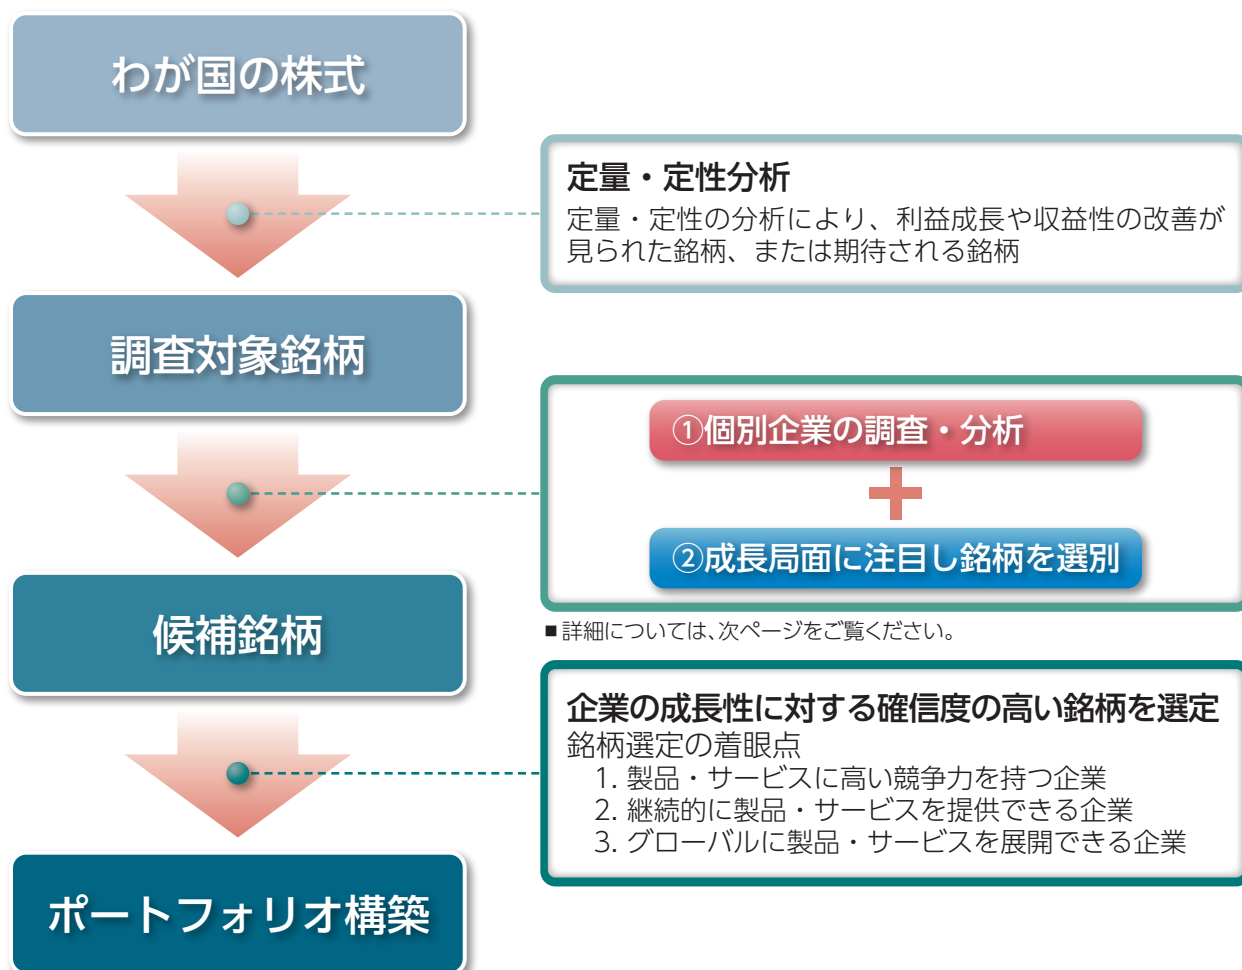 わが国の株式
定量・定性分析
定量・定性の分析により、利益成長や収益性の改善が
見られた銘柄、または期待される銘柄
調査対象銘柄
①個別企業の調査・分析
+
②成長局面に注目し銘柄を選別
■詳細については、次ページをご覧ください。
候補銘柄
企業の成長性に対する確信度の高い銘柄を選定
銘柄選定の着眼点
1. 製品・サービスに高い競争力を持つ企業
2. 継続的に製品・サービスを提供できる企業
3. グローバルに製品・サービスを展開できる企業
ポートフォリオ構築